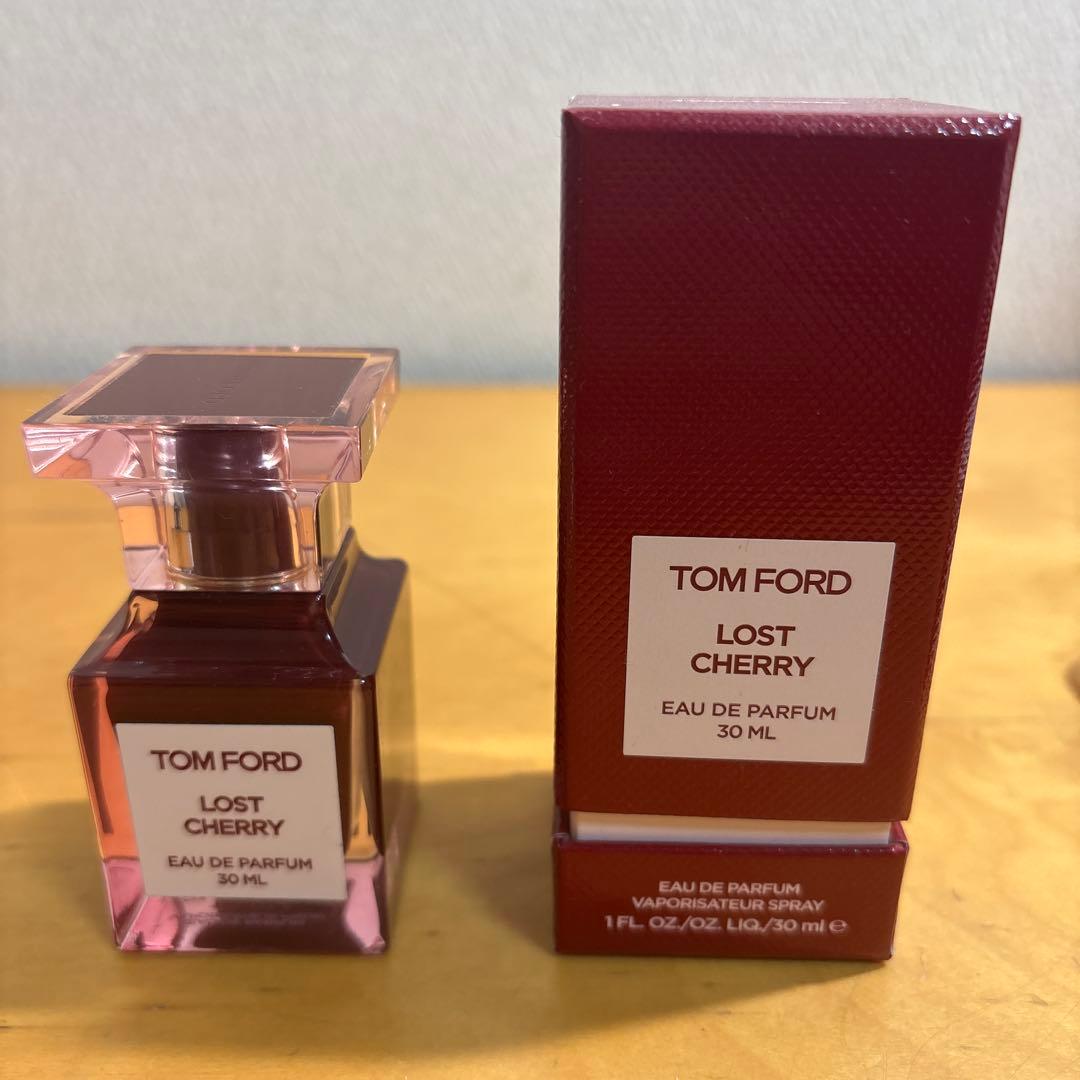 TOM FORD
LOST
CHERRY
EAU DE PARFUM
30 ML
TOM FORD
LOST
CHERRY
EAU DE PARFUM
30 ML
EAU DE PARFUM
VAPORISATEUR SPRAY
1 FL. OZ./OZ. LIQ./30 ml ℮